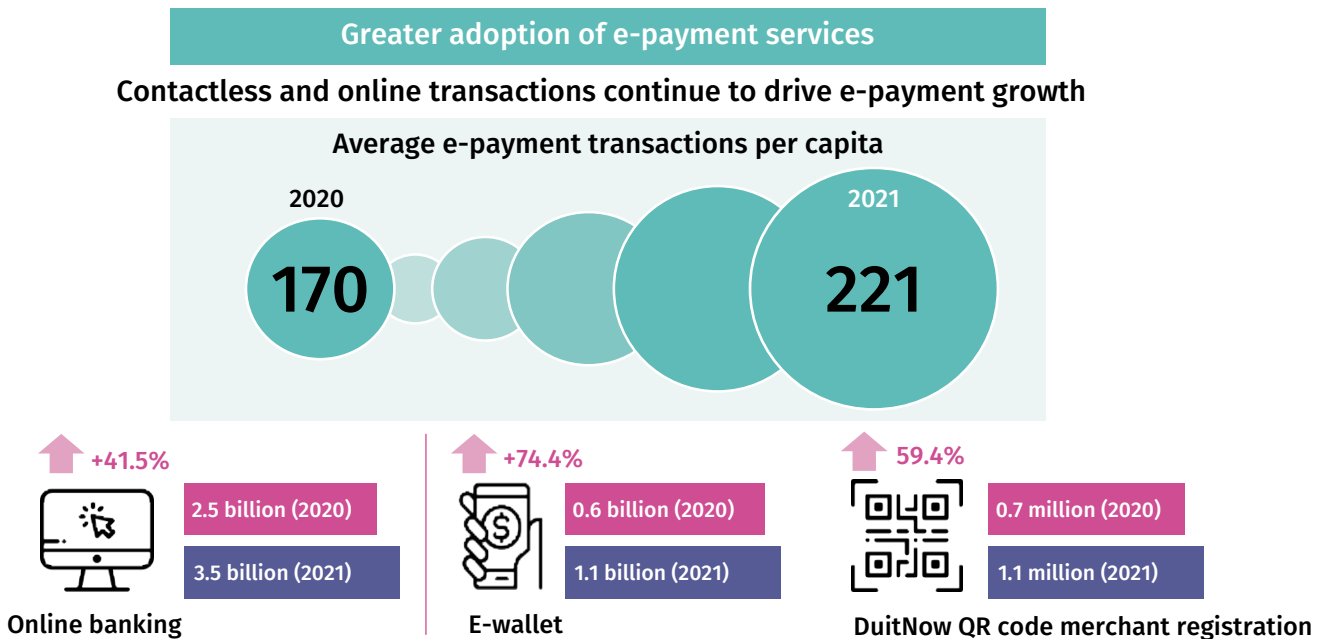 Greater adoption of e-payment services
Contactless and online transactions continue to drive e-payment growth
Average e-payment transactions per capita
2020
170
2021
221
+41.5%
2.5 billion (2020)
3.5 billion (2021)
Online banking
+74.4%
$
0.6 billion (2020)
1.1 billion (2021)
E-wallet
59.4%
0.7 million (2020)
1.1 million (2021)
DuitNow QR code merchant registration